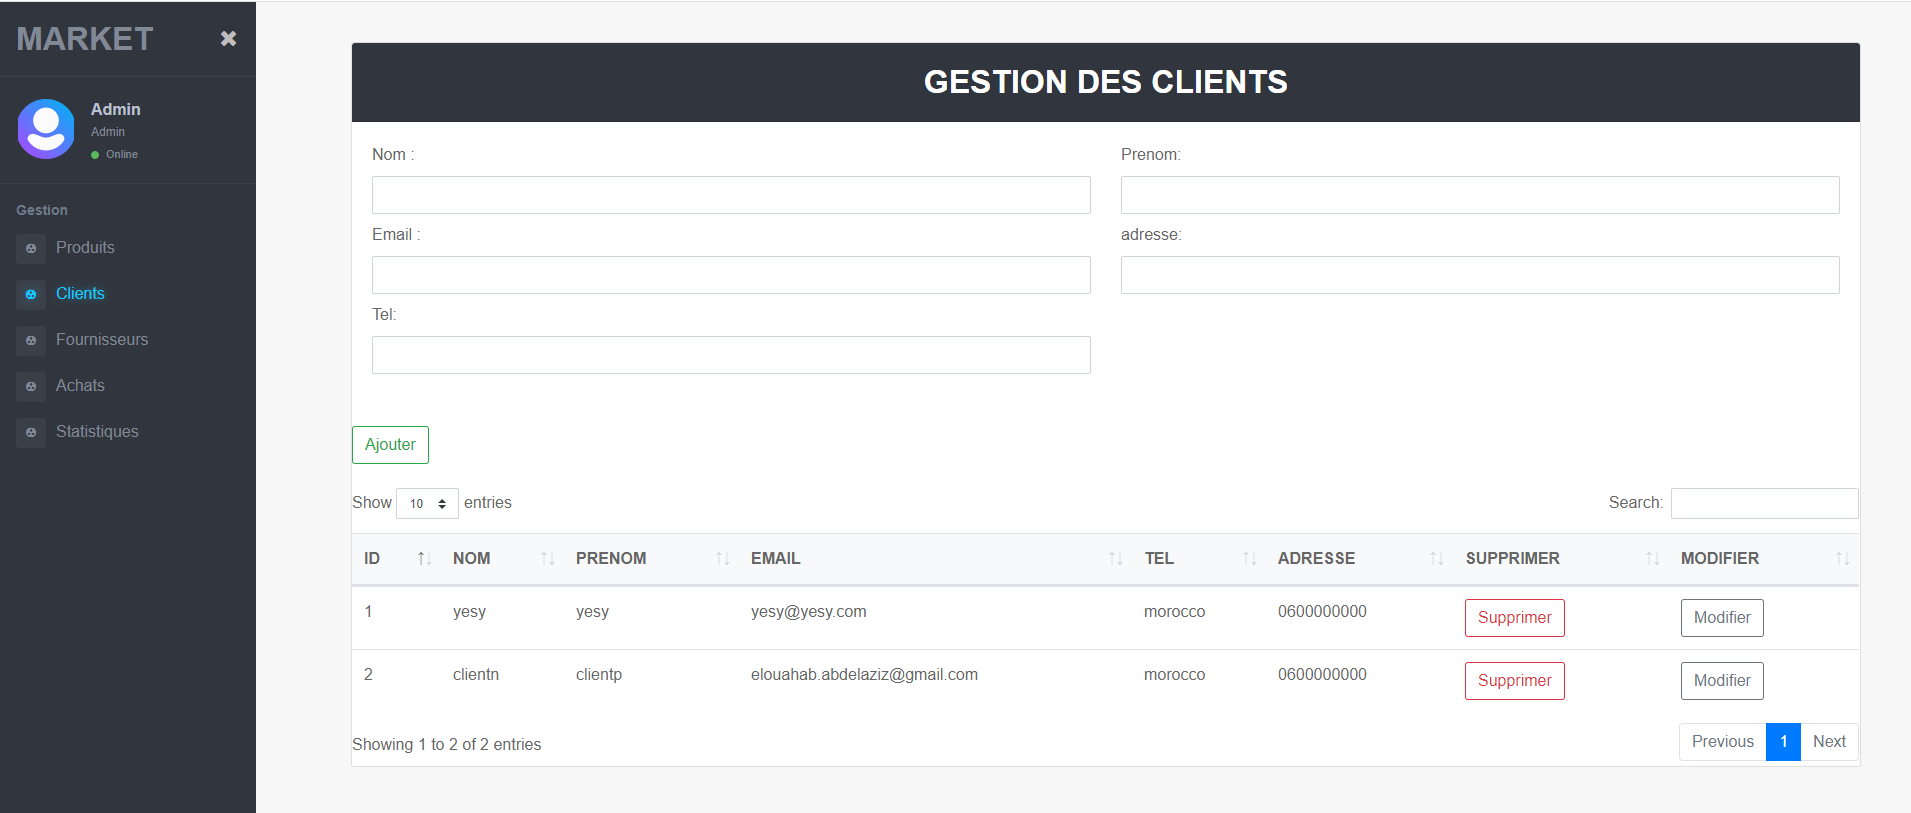 MARKET
Admin
Admin
Online
Gestion
Produits
Clients
Fournisseurs
Achats
Statistiques
GESTION DES CLIENTS
Nom : Prenom:
Email : adresse:
Tel:
Ajouter
Show 10 entries Search:
ID NOM PRENOM EMAIL TEL ADRESSE SUPPRIMER MODIFIER
1 yesy yesy yesy@yesy.com morocco 0600000000 Supprimer Modifier
2 clientn clientp elouahab.abdelaziz@gmail.com morocco 0600000000 Supprimer Modifier
Showing 1 to 2 of 2 entries Previous 1 Next